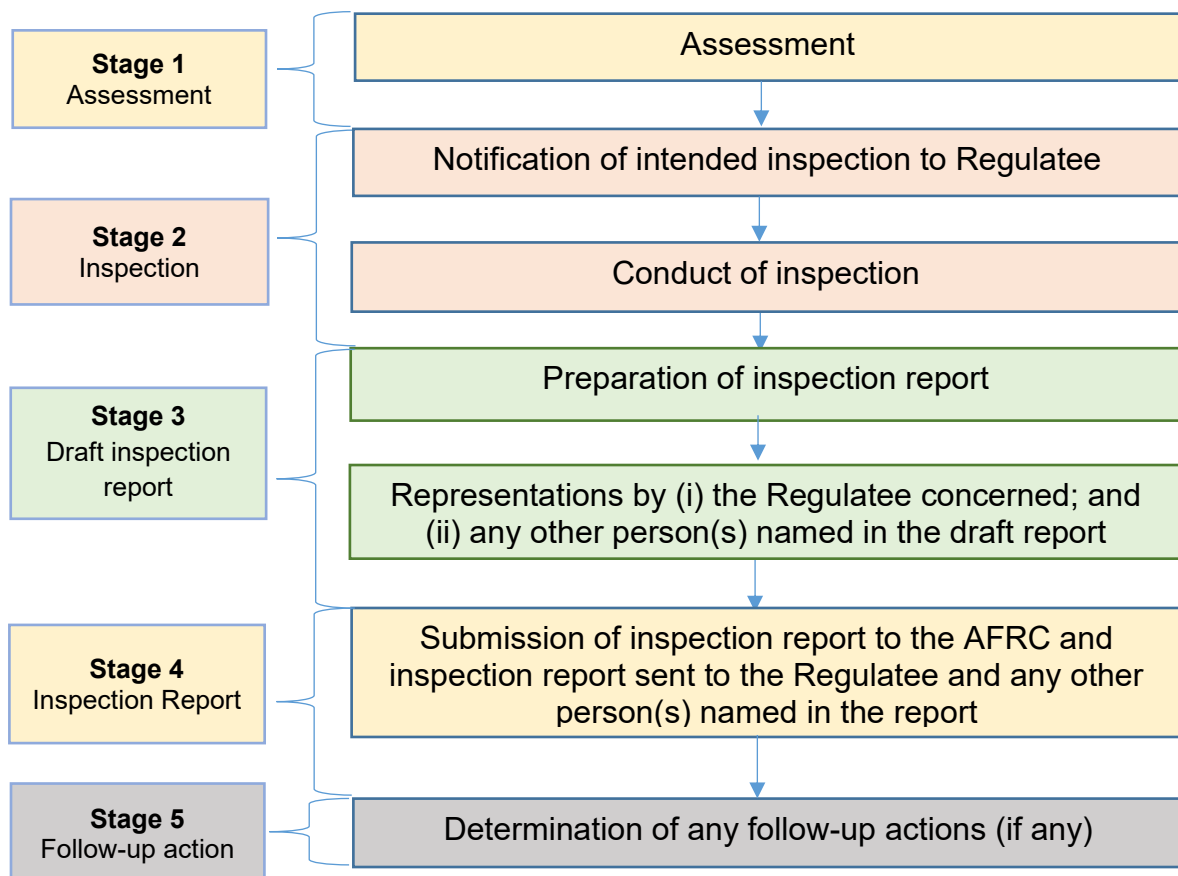 Stage 1
Assessment
Assessment
Stage 2
Inspection
Notification of intended inspection to Regulatee
Conduct of inspection
Stage 3
Draft inspection
report
Preparation of inspection report
Representations by (i) the Regulatee concerned; and
(ii) any other person(s) named in the draft report
Stage 4
Inspection Report
Submission of inspection report to the AFRC and
inspection report sent to the Regulatee and any other
person(s) named in the report
Stage 5
Follow-up action
Determination of any follow-up actions (if any)